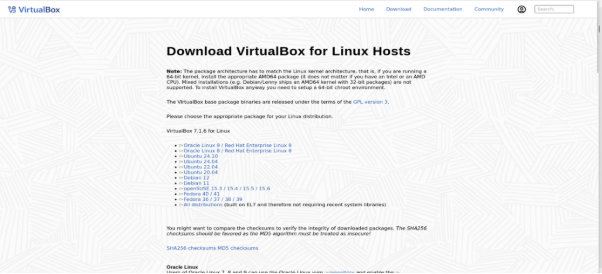 VirtualBox
Home Download Documentation Community Search
Download VirtualBox for Linux Hosts
Note: The package architecture has to match the Linux kernel architecture, that is, if you are running a
64-bit kernel, install the appropriate AMD64 package (it does not matter if you have an Intel or an AMD
CPU). Mixed installations (e.g. Debian/Lenny ships an AMD64 kernel with 32-bit packages) are not
supported. To install VirtualBox anyway you need to setup a 64-bit chroot environment.
The VirtualBox base package binaries are released under the terms of the GPL version 3.
Please choose the appropriate package for your Linux distribution.
VirtualBox 7.1.6 for Linux
Oracle Linux 9 / Red Hat Enterprise Linux 9
Oracle Linux 8 / Red Hat Enterprise Linux 8
Ubuntu 24.10
Ubuntu 24.04
Ubuntu 22.04
Ubuntu 20.04
Debian 12
Debian 11
openSUSE 15.3 / 15.4 / 15.5 / 15.6
Fedora 40 / 41
Fedora 36 / 37 / 38 / 39
All distributions (built on EL7 and therefore not requiring recent system libraries)
You might want to compare the checksums to verify the integrity of downloaded packages. The SHA256
checksums should be favored as the MD5 algorithm must be treated as insecure!
SHA256 checksums MD5 checksums
Oracle Linux
Users of Oracle Linux 7, 8 and 9 can use the Oracle Linux yum repository and enable the